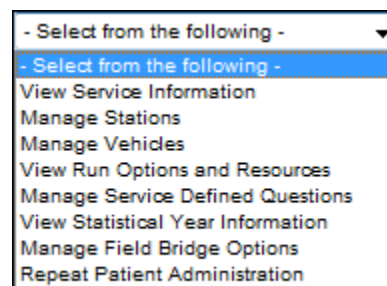 - Select from the following -
- Select from the following -
View Service Information
Manage Stations
Manage Vehicles
View Run Options and Resources
Manage Service Defined Questions
View Statistical Year Information
Manage Field Bridge Options
Repeat Patient Administration